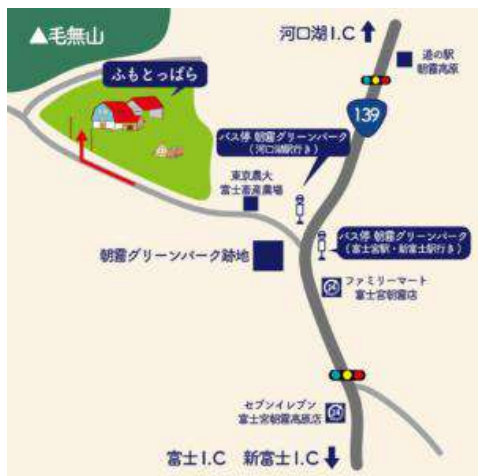 ▲毛無山
河口湖I.C
道の駅
朝霧高原
ふもとっぱら
139
バス停 朝霧グリーンパーク
(河口湖駅行き)
東京農大
富士畜産農場
バス停 朝霧グリーンパーク
(富士宮駅・新富士駅行き)
朝霧グリーンパーク跡地
24
ファミリーマート
富士宮朝霧店
セブンイレブン
富士宮朝霧高原店
24
富士I.C 新富士I.C